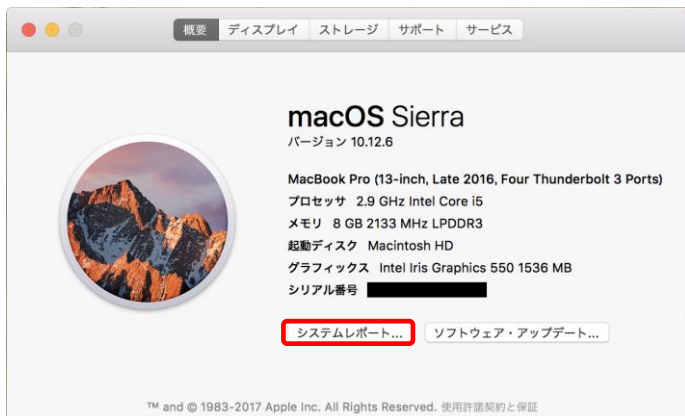 概要 ディスプレイ ストレージ サポート サービス
macOS Sierra
バージョン 10.12.6
MacBook Pro (13-inch, Late 2016, Four Thunderbolt 3 Ports)
プロセッサ 2.9 GHz Intel Core i5
メモリ 8 GB 2133 MHz LPDDR3
起動ディスク Macintosh HD
グラフィックス Intel Iris Graphics 550 1536 MB
シリアル番号
システムレポート... ソフトウェア・アップデート...
™ and © 1983-2017 Apple Inc. All Rights Reserved. 使用許諾契約と保証